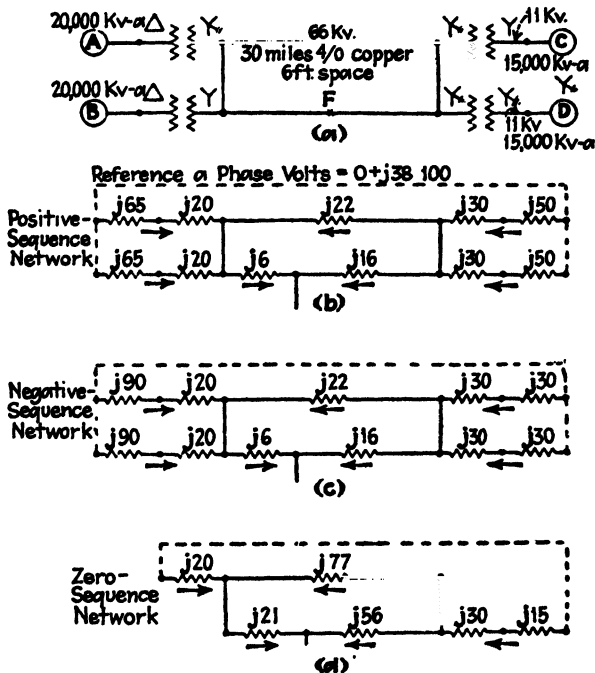 20,000 Kv-a Δ
A
66 Kv.
30 miles 4/0 copper
6ft space
F
(a)
11 Kv.
C
15,000 Kv-a
20,000 Kv-a Δ
B
11 Kv
D
15,000 Kv-a
Reference a Phase Volts = 0+j38 100
Positive-
Sequence
Network
j65 j20 j22 j30 j50
j65 j20 j6 j16 j30 j50
(b)
Negative-
Sequence
Network
j90 j20 j22 j30 j30
j90 j20 j6 j16 j30 j30
(c)
Zero-
Sequence
Network
j20 j77
j21 j56 j30 j15
(d)